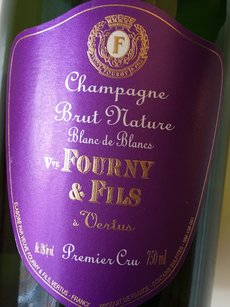 F
Champagne
Brut Nature
Blanc de Blancs
Vve FOURNY
& FILS
à Vertus
Premier Cru
750 ml